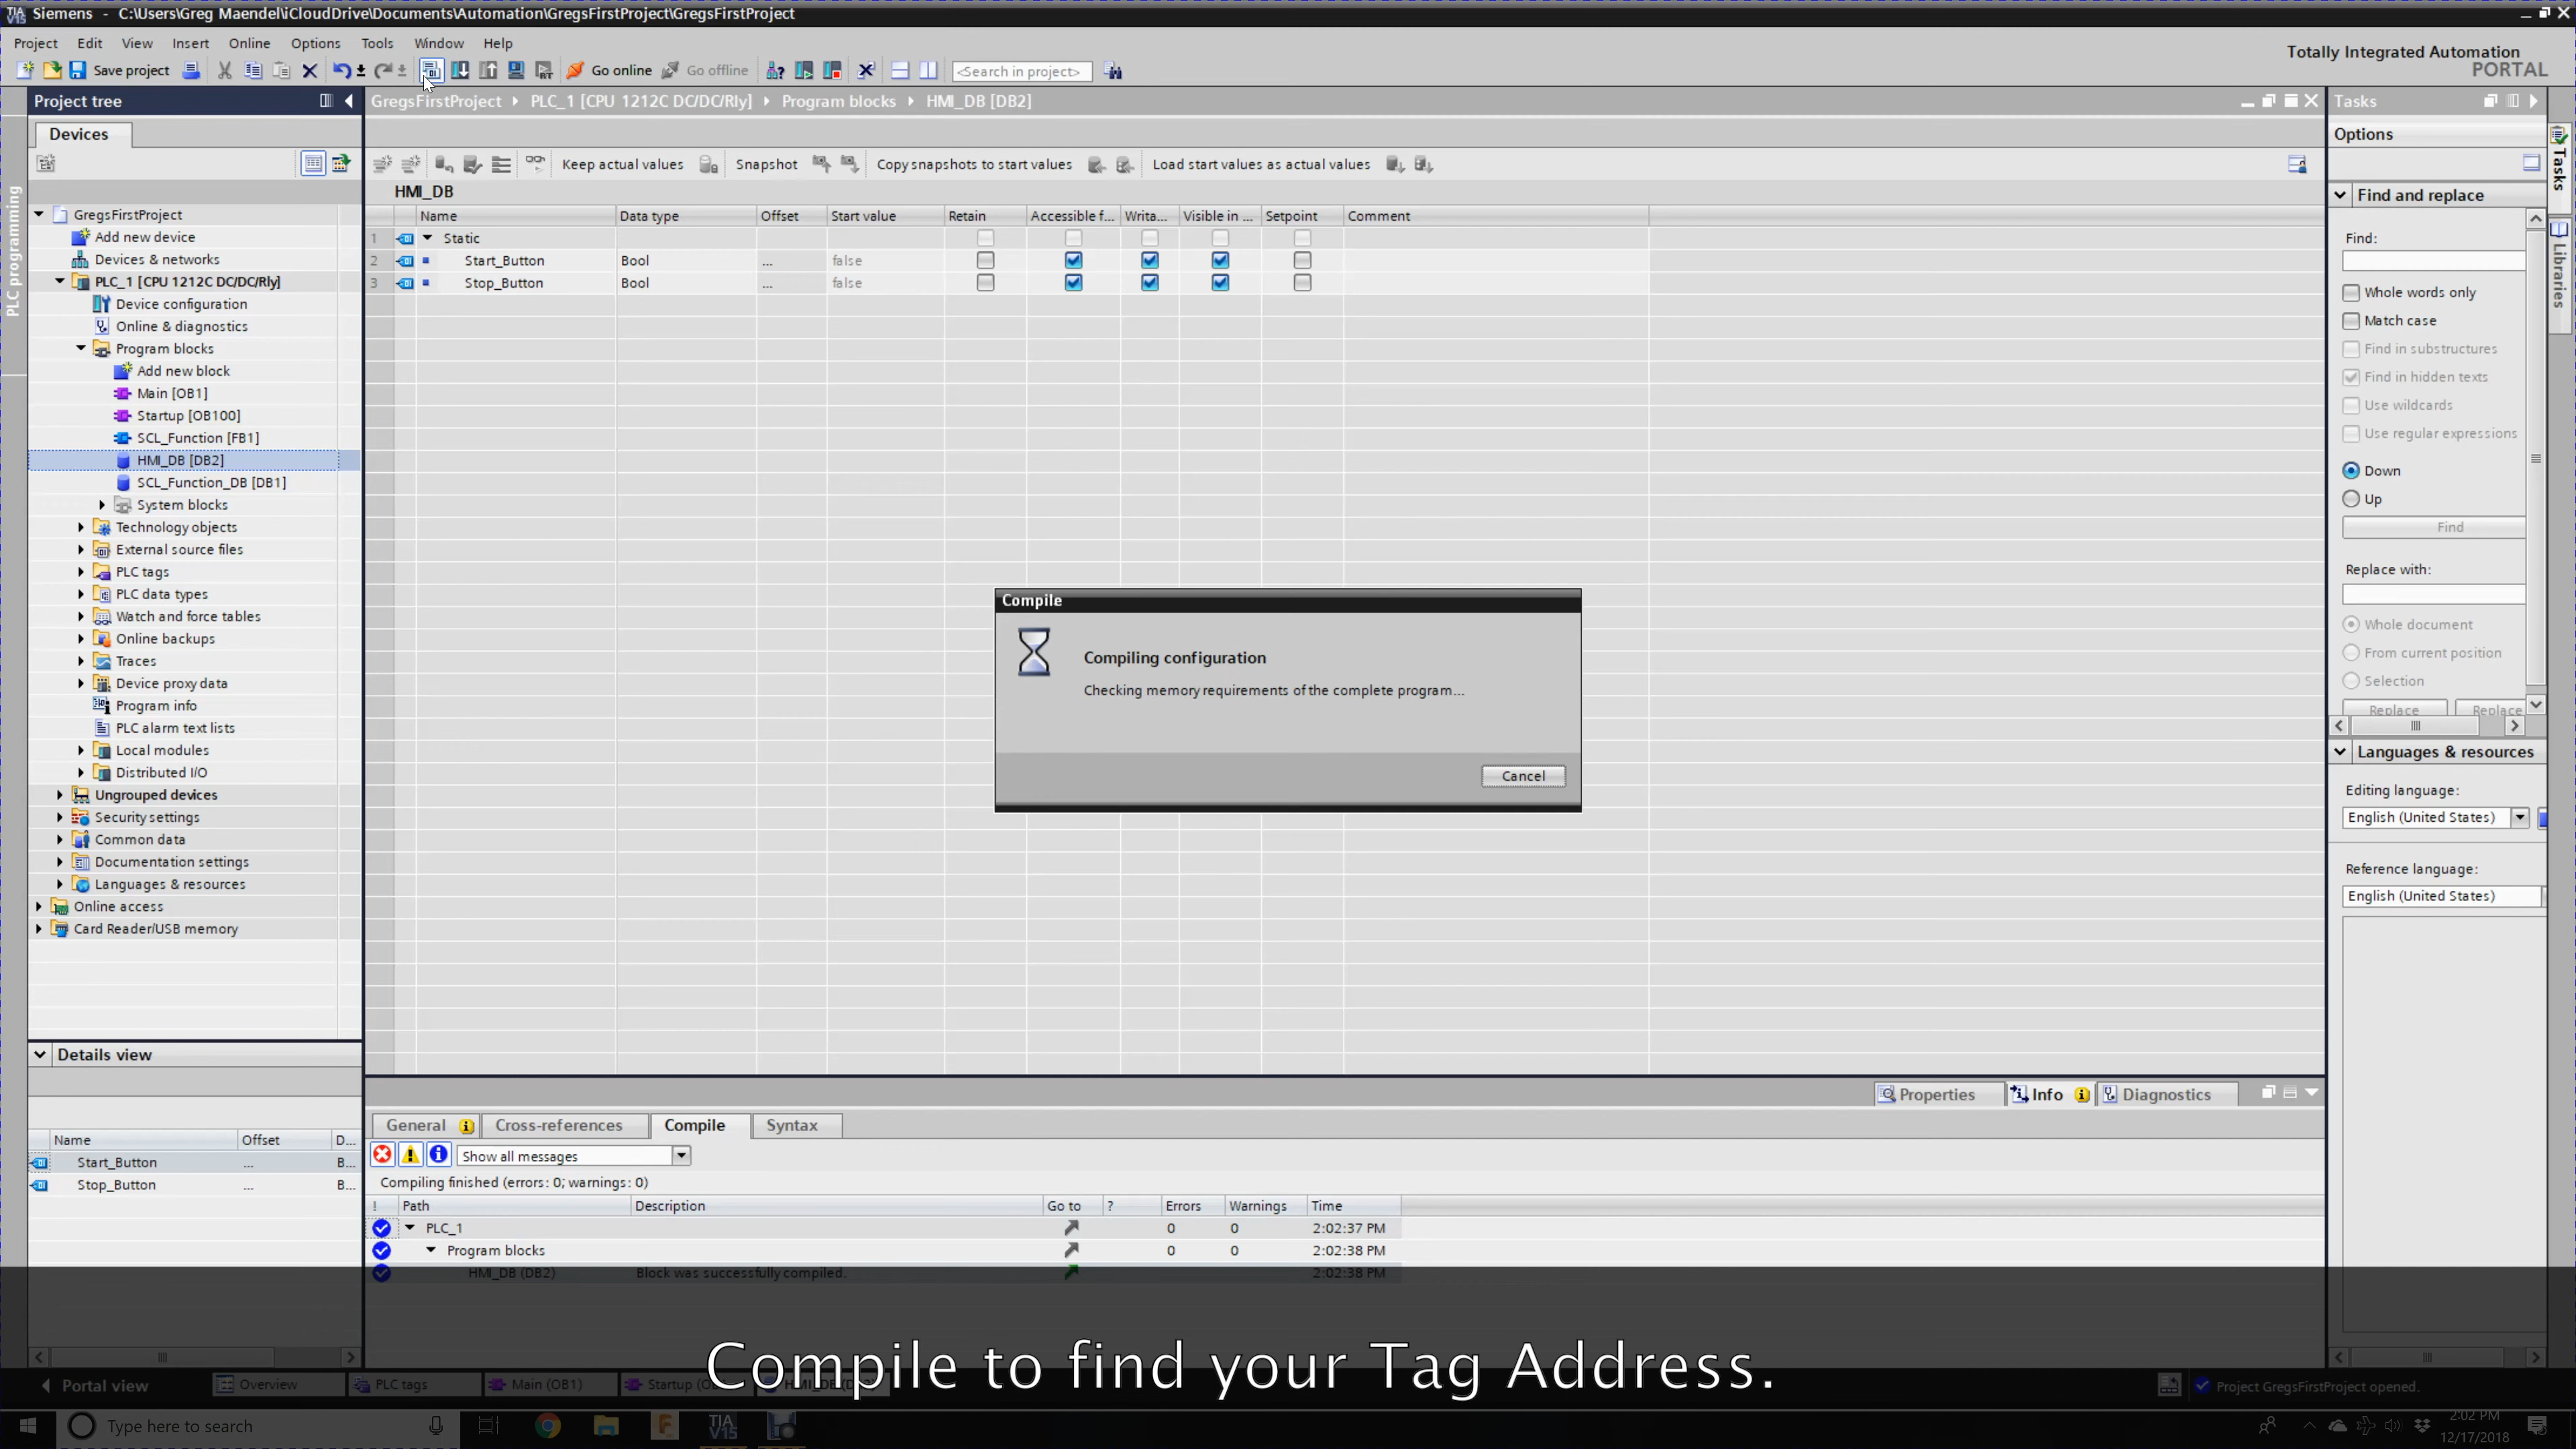 Siemens - C:\Users\Greg Maendel\iCloudDrive\Documents\Automation\GregsFirstProject\GregsFirstProject
Project Edit View Insert Online Options Tools Window Help
Totally Integrated Automation
PORTAL
Save project Go online Go offline <Search in project>
Project tree
GregsFirstProject PLC_1 [CPU 1212C DC/DC/Rly] Program blocks HMI_DB [DB2]
Tasks
Devices
Options
Keep actual values Snapshot Copy snapshots to start values Load start values as actual values
PLC programming
Tasks
Libraries
HMI_DB
Name Data type Offset Start value Retain Accessible f... Writa... Visible in ... Setpoint Comment
1 Static
2 Start_Button Bool ... false
3 Stop_Button Bool ... false
GregsFirstProject
Add new device
Devices & networks
PLC_1 [CPU 1212C DC/DC/Rly]
Device configuration
Online & diagnostics
Program blocks
Add new block
Main [OB1]
Startup [OB100]
SCL_Function [FB1]
HMI_DB [DB2]
SCL_Function_DB [DB1]
System blocks
Technology objects
External source files
PLC tags
PLC data types
Watch and force tables
Online backups
Traces
Device proxy data
Program info
PLC alarm text lists
Local modules
Distributed I/O
Ungrouped devices
Security settings
Common data
Documentation settings
Languages & resources
Online access
Card Reader/USB memory
Compile
Compiling configuration
Checking memory requirements of the complete program...
Cancel
Find and replace
Find:
Whole words only
Match case
Find in substructures
Find in hidden texts
Use wildcards
Use regular expressions
Down
Up
Find
Replace with:
Whole document
From current position
Selection
Replace Replace
Languages & resources
Editing language:
English (United States)
Reference language:
English (United States)
Details view
Name Offset D...
Start_Button ... B...
Stop_Button ... B...
Properties Info Diagnostics
General Cross-references Compile Syntax
Show all messages
Compiling finished (errors: 0; warnings: 0)
! Path Description Go to ? Errors Warnings Time
PLC_1 0 0 2:02:37 PM
Program blocks 0 0 2:02:38 PM
HMI_DB (DB2) Block was successfully compiled. 2:02:38 PM
Compile to find your Tag Address.
Portal view Overview PLC tags Main (OB1)
Project GregsFirstProject opened.
Type here to search
TIA V15
2:02 PM
12/17/2018